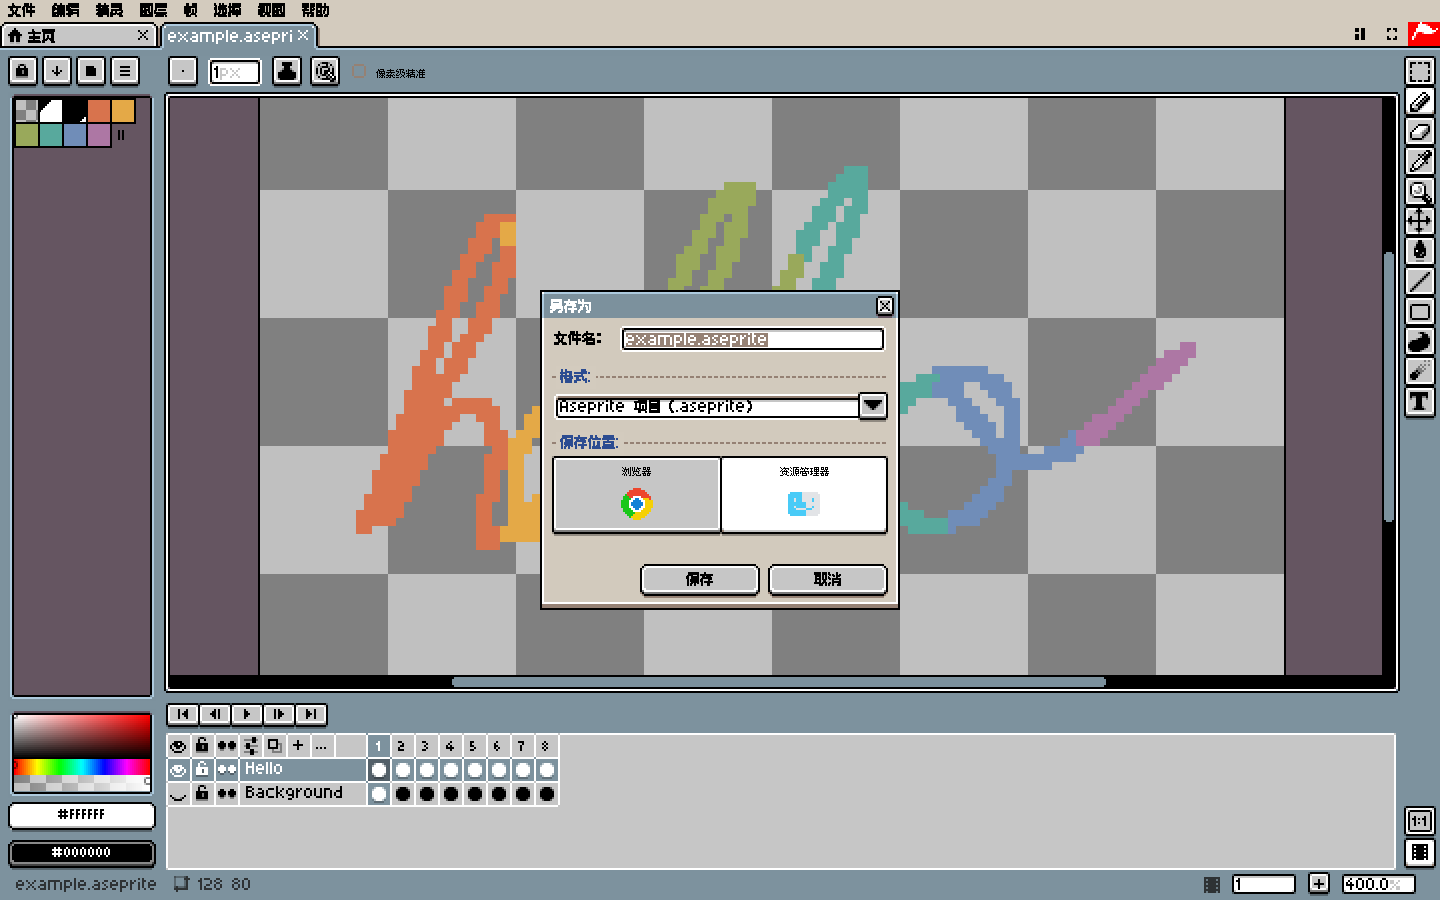 文件 编辑 精灵 图层 帧 选择 视图 帮助
主页 example.asepri
1px 像素级精准
另存为
文件名: example.aseprite
格式:
Aseprite 项目 (.aseprite)
保存位置:
浏览器 资源管理器
保存 取消
1 2 3 4 5 6 7 8
Hello
Background
#FFFFFF
#000000
1:1
example.aseprite 128 80 1 400.0%